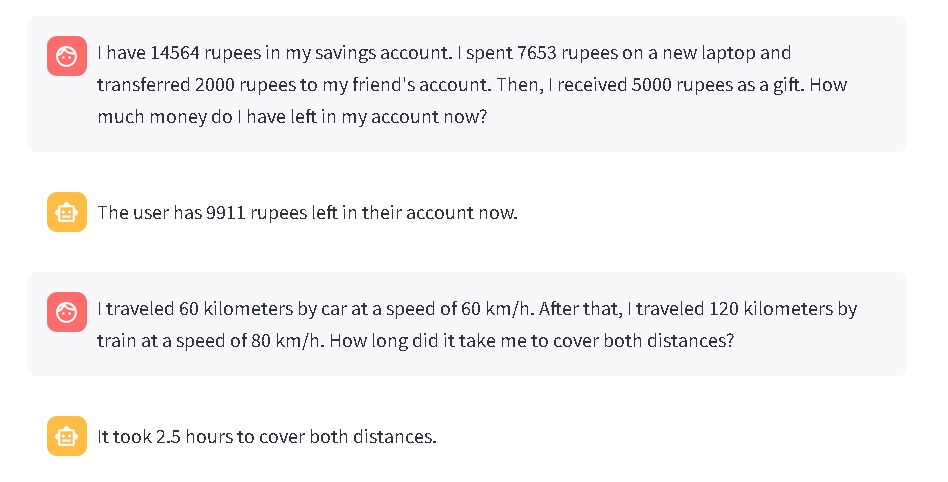 I have 14564 rupees in my savings account. I spent 7653 rupees on a new laptop and
transferred 2000 rupees to my friend's account. Then, I received 5000 rupees as a gift. How
much money do I have left in my account now?
The user has 9911 rupees left in their account now.
I traveled 60 kilometers by car at a speed of 60 km/h. After that, I traveled 120 kilometers by
train at a speed of 80 km/h. How long did it take me to cover both distances?
It took 2.5 hours to cover both distances.